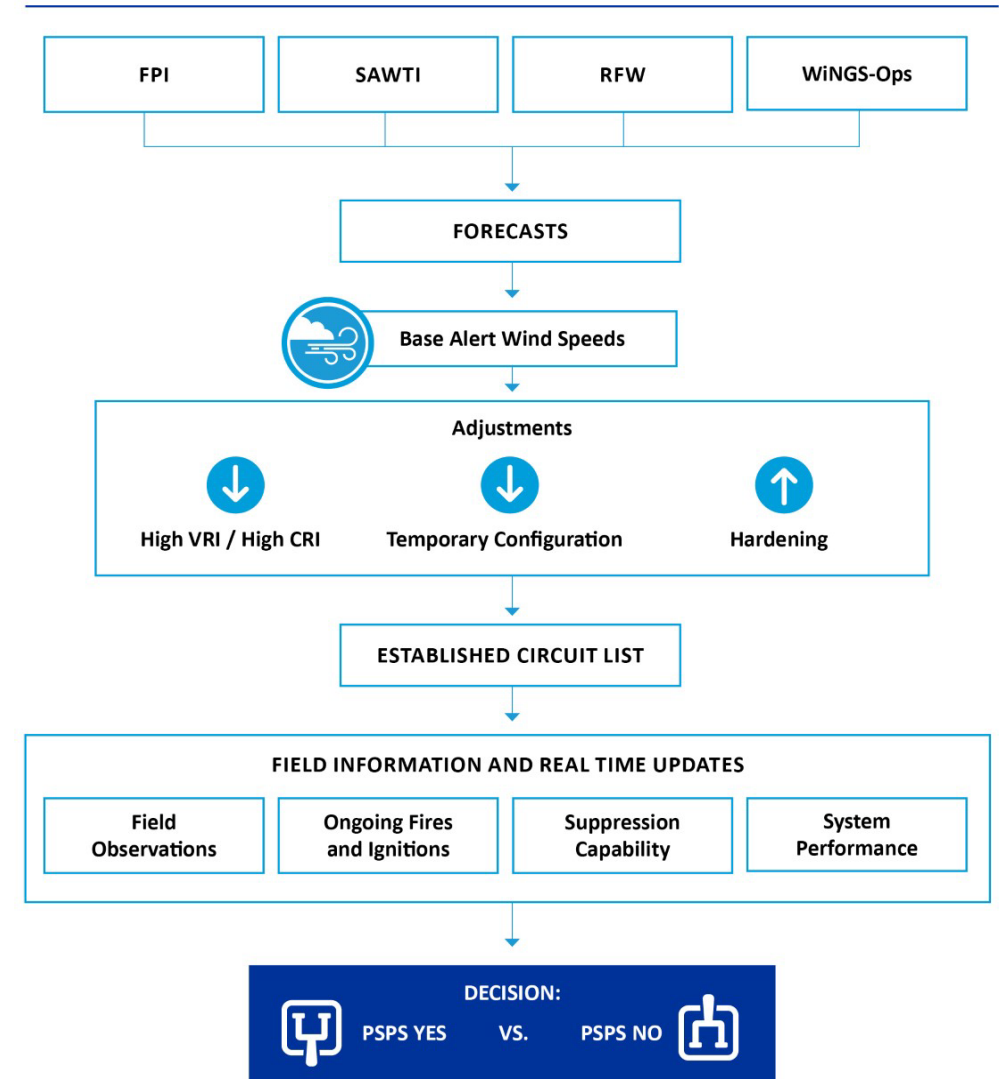 FPI
SAWTI
RFW
WiNGS-Ops
FORECASTS
Base Alert Wind Speeds
Adjustments
High VRI / High CRI
Temporary Configuration
Hardening
ESTABLISHED CIRCUIT LIST
FIELD INFORMATION AND REAL TIME UPDATES
Field
Observations
Ongoing Fires
and Ignitions
Suppression
Capability
System
Performance
DECISION:
PSPS YES VS. PSPS NO